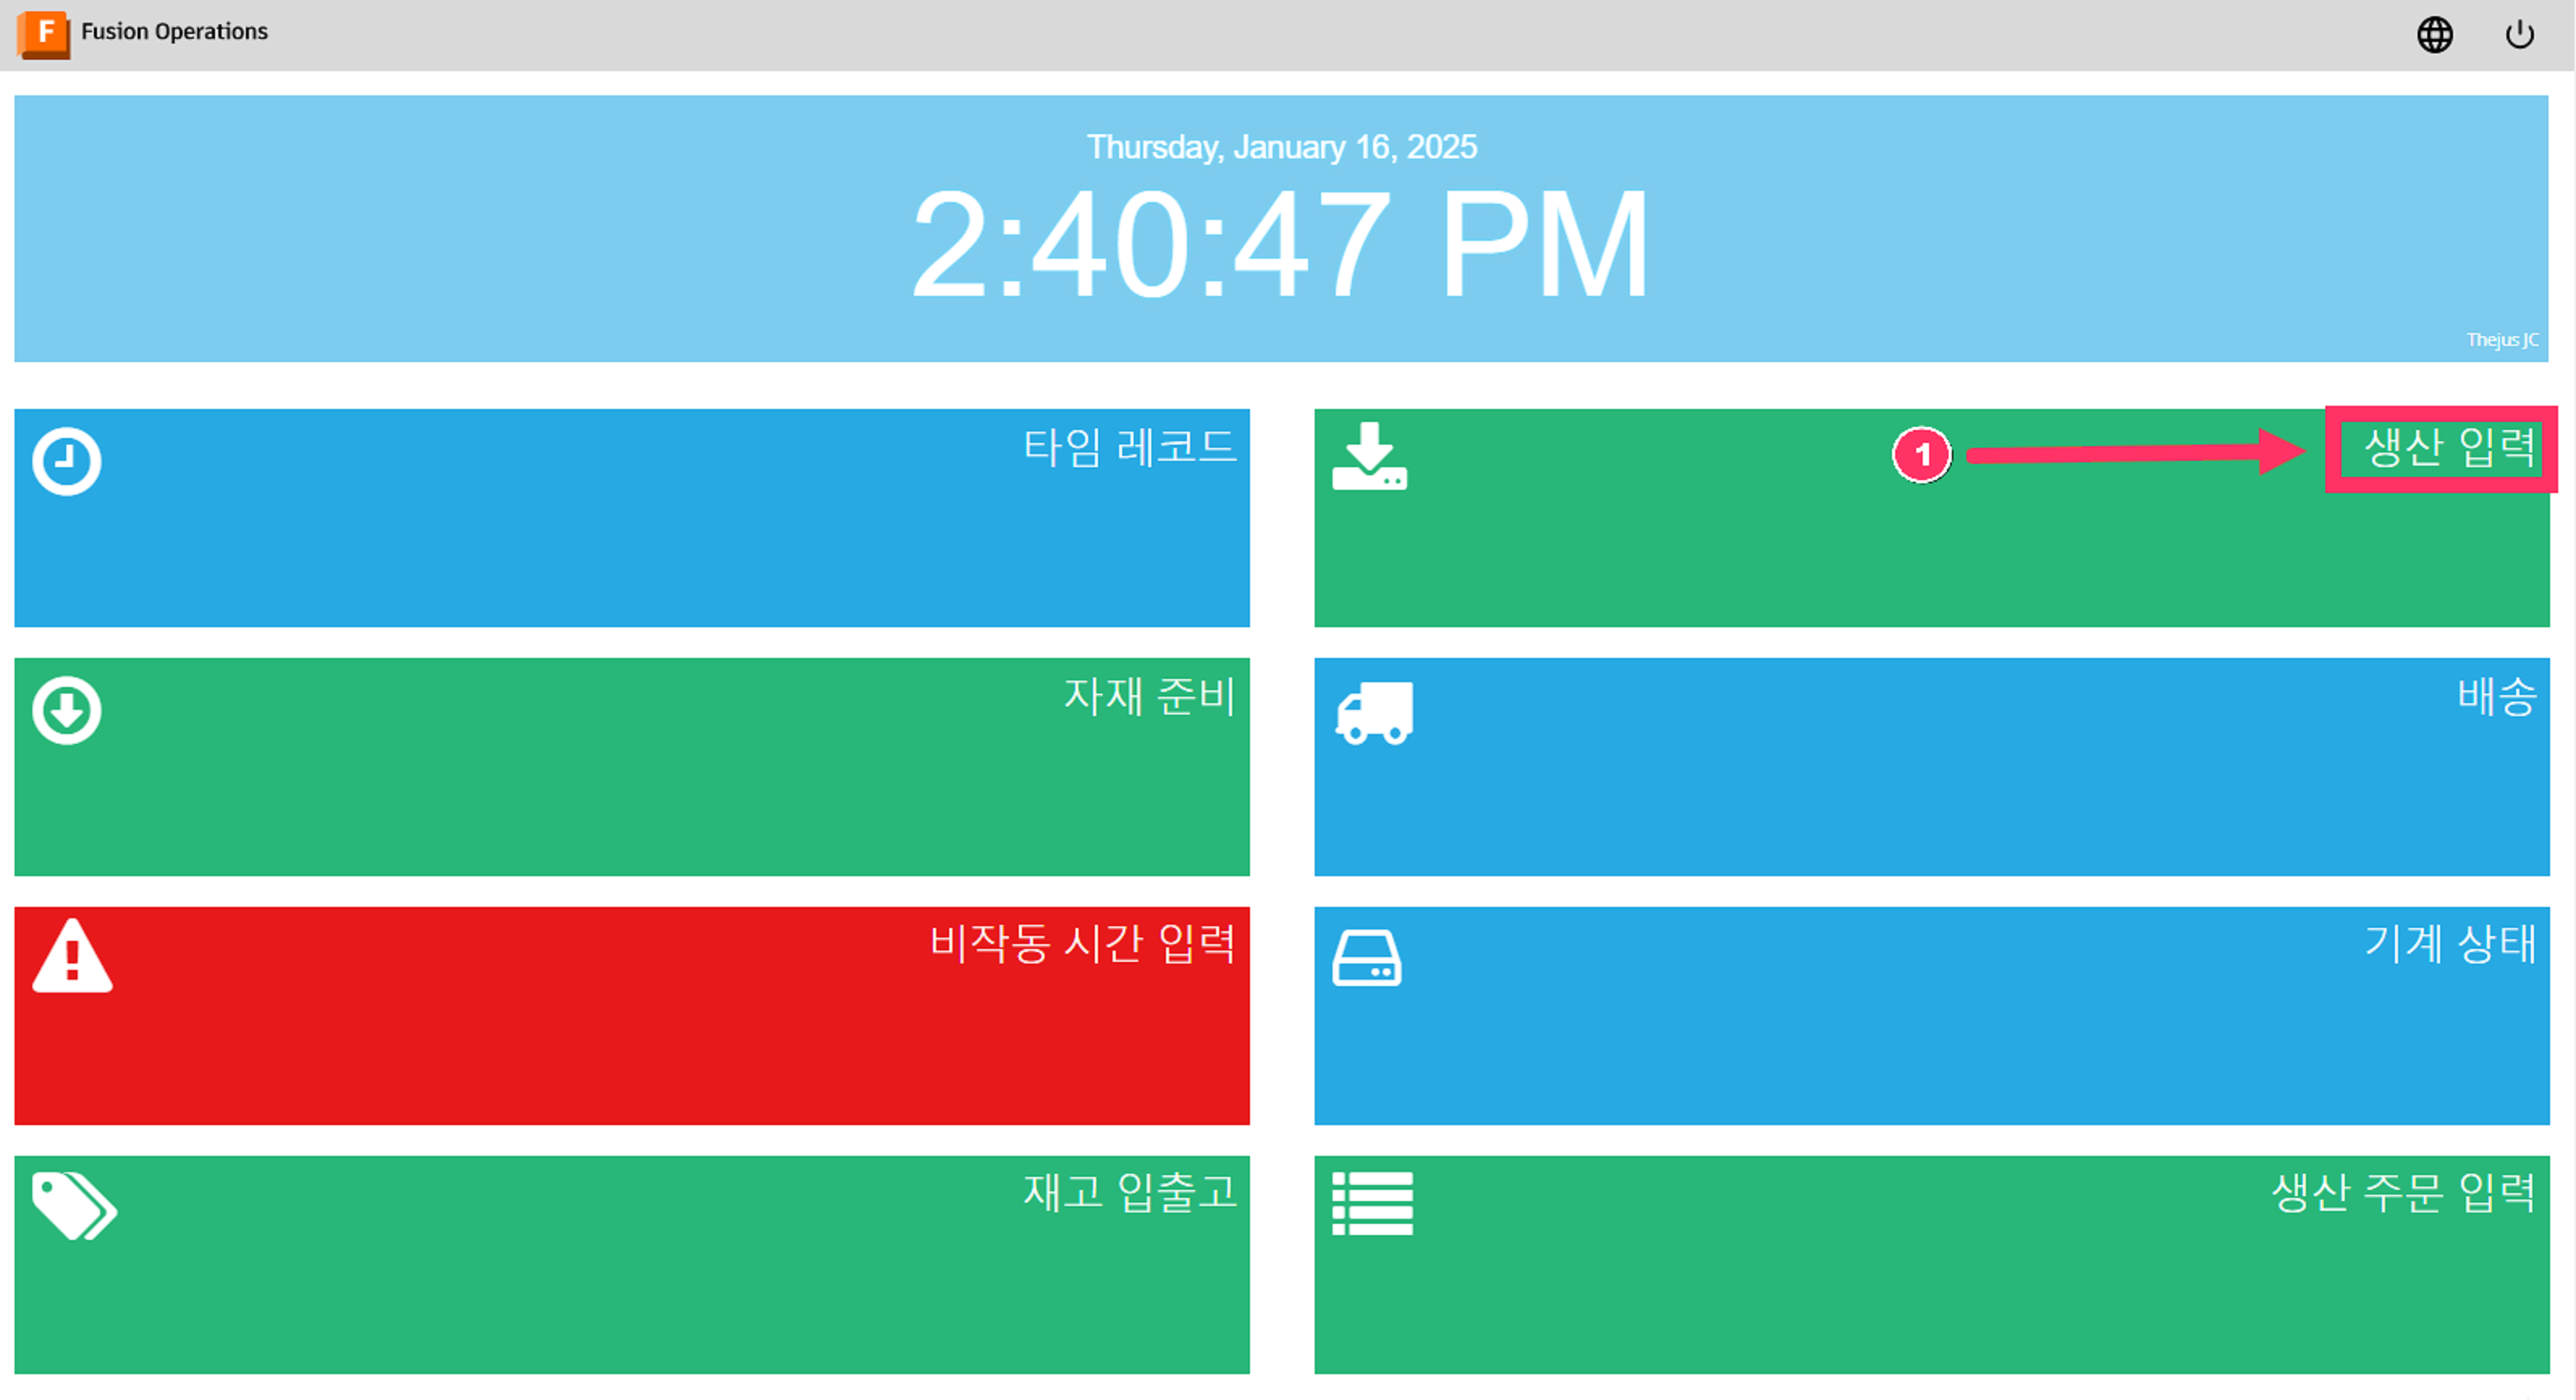 F Fusion Operations
Thursday, January 16, 2025
2:40:47 PM
Thejus JC
타임 레코드
1 생산 입력
자재 준비
배송
비작동 시간 입력
기계 상태
재고 입출고
생산 주문 입력